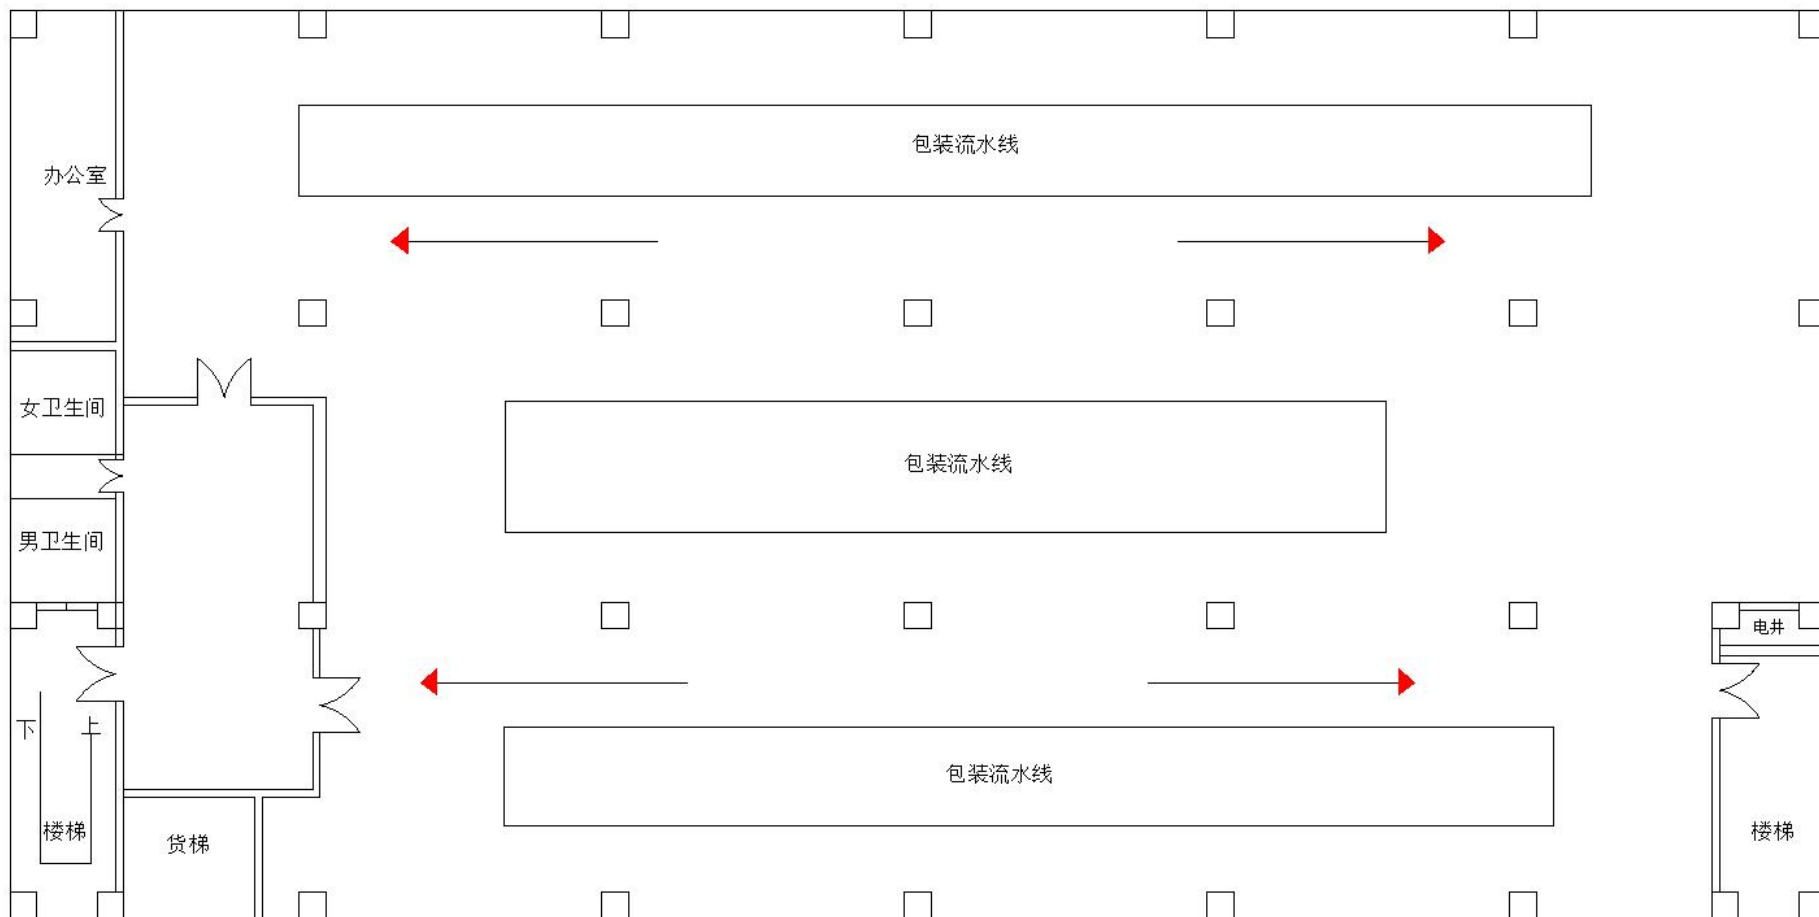 包装流水线
办公室
女卫生间
包装流水线
男卫生间
电井
下
上
包装流水线
楼梯
货梯
楼梯